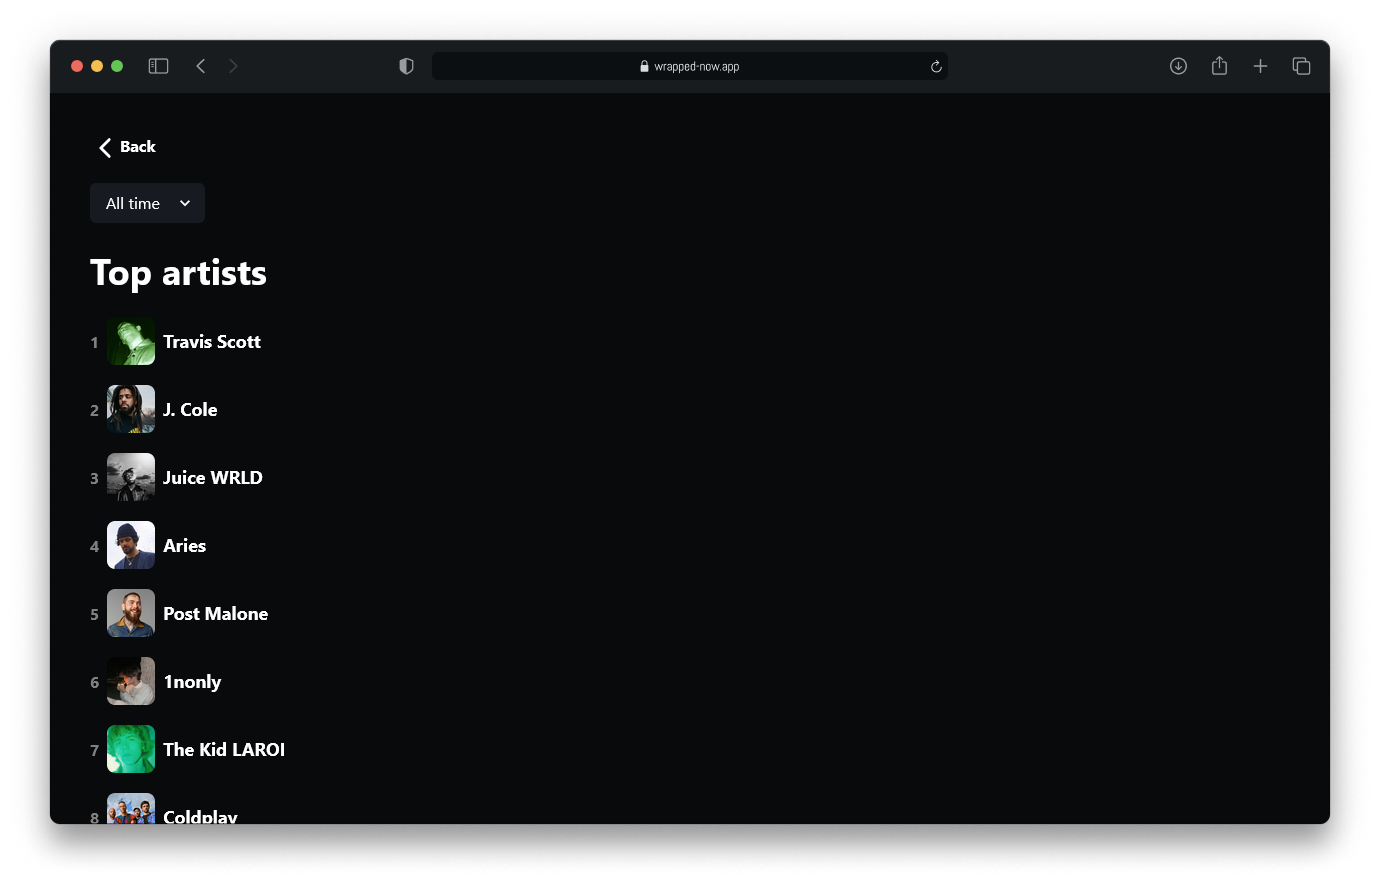 wrapped-now.app
Back
All time
Top artists
1 Travis Scott
2 J. Cole
3 Juice WRLD
4 Aries
5 Post Malone
6 1nonly
7 The Kid LAROI
8 Coldplay